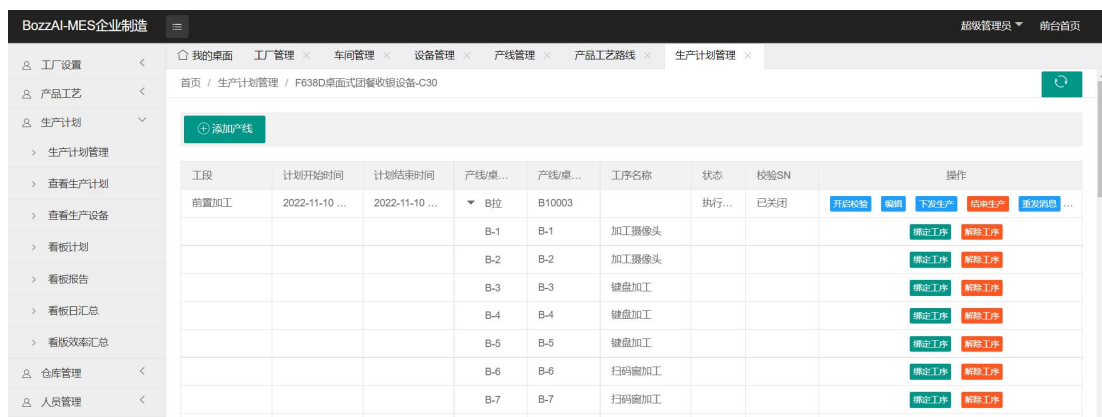 BozzAI-MES企业制造
超级管理员 前台首页
工厂设置
产品工艺
生产计划
生产计划管理
查看生产计划
查看生产设备
看板计划
看板报告
看板日汇总
看版效率汇总
仓库管理
人员管理
我的桌面 工厂管理 × 车间管理 × 设备管理 × 产线管理 × 产品工艺路线 × 生产计划管理 ×
首页 / 生产计划管理 / F638D桌面式团餐收银设备-C30
添加产线
工段 计划开始时间 计划结束时间 产线/桌... 产线/桌... 工序名称 状态 校验SN 操作
前置加工 2022-11-10 ... 2022-11-10 ... B拉 B10003 执行... 已关闭 开启校验 编辑 下发生产 结束生产 重发消息 ...
B-1 B-1 加工摄像头 绑定工序 解除工序
B-2 B-2 加工摄像头 绑定工序 解除工序
B-3 B-3 键盘加工 绑定工序 解除工序
B-4 B-4 键盘加工 绑定工序 解除工序
B-5 B-5 键盘加工 绑定工序 解除工序
B-6 B-6 扫码窗加工 绑定工序 解除工序
B-7 B-7 扫码窗加工 绑定工序 解除工序